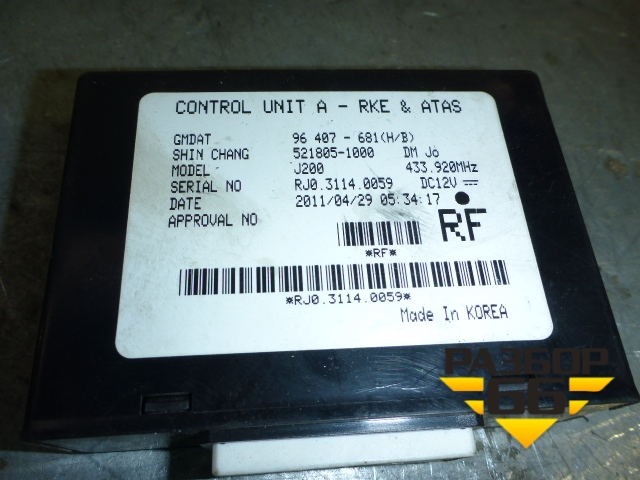 CONTROL UNIT A - RKE & ATAS
GMDAT 96 407 - 681(H/B)
SHIN CHANG 521805-1000 DM Jo
MODEL J200 433.920MHz
SERIAL NO RJ0.3114.0059 DC12V
DATE 2011/04/29 05:34:17
APPROVAL NO
RF
*RF*
*RJ0.3114.0059*
Made In KOREA
РАЗБОР
66